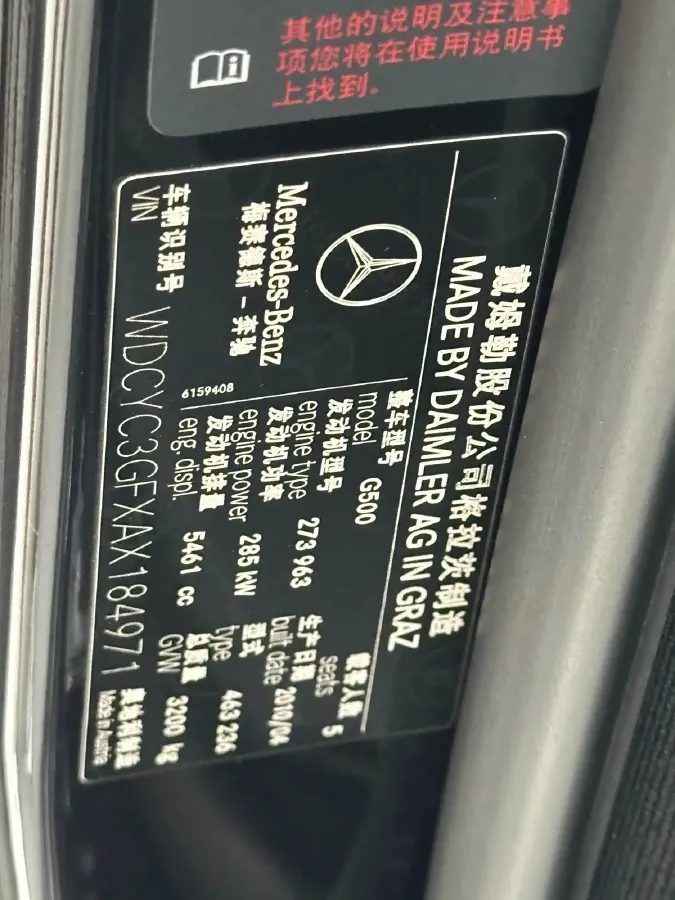 其他的说明及注意事
项您将在使用说明书
上找到。
戴姆勒股份公司格拉茨制造
MADE BY DAIMLER AG IN GRAZ
Mercedes-Benz
梅赛德斯-奔驰
整车型号
model G500
发动机型号
engine type 273 963
发动机功率
engine power 285 kW
发动机排量
eng. displ. 5461 cc
载客人数
seats 5
生产日期
built date 2010/04
型式
type 463 236
总质量
GVW 3200 kg
6159408
车辆识别号
VIN WDCYC3GFXAX184971
奥地利制造
Made in Austria